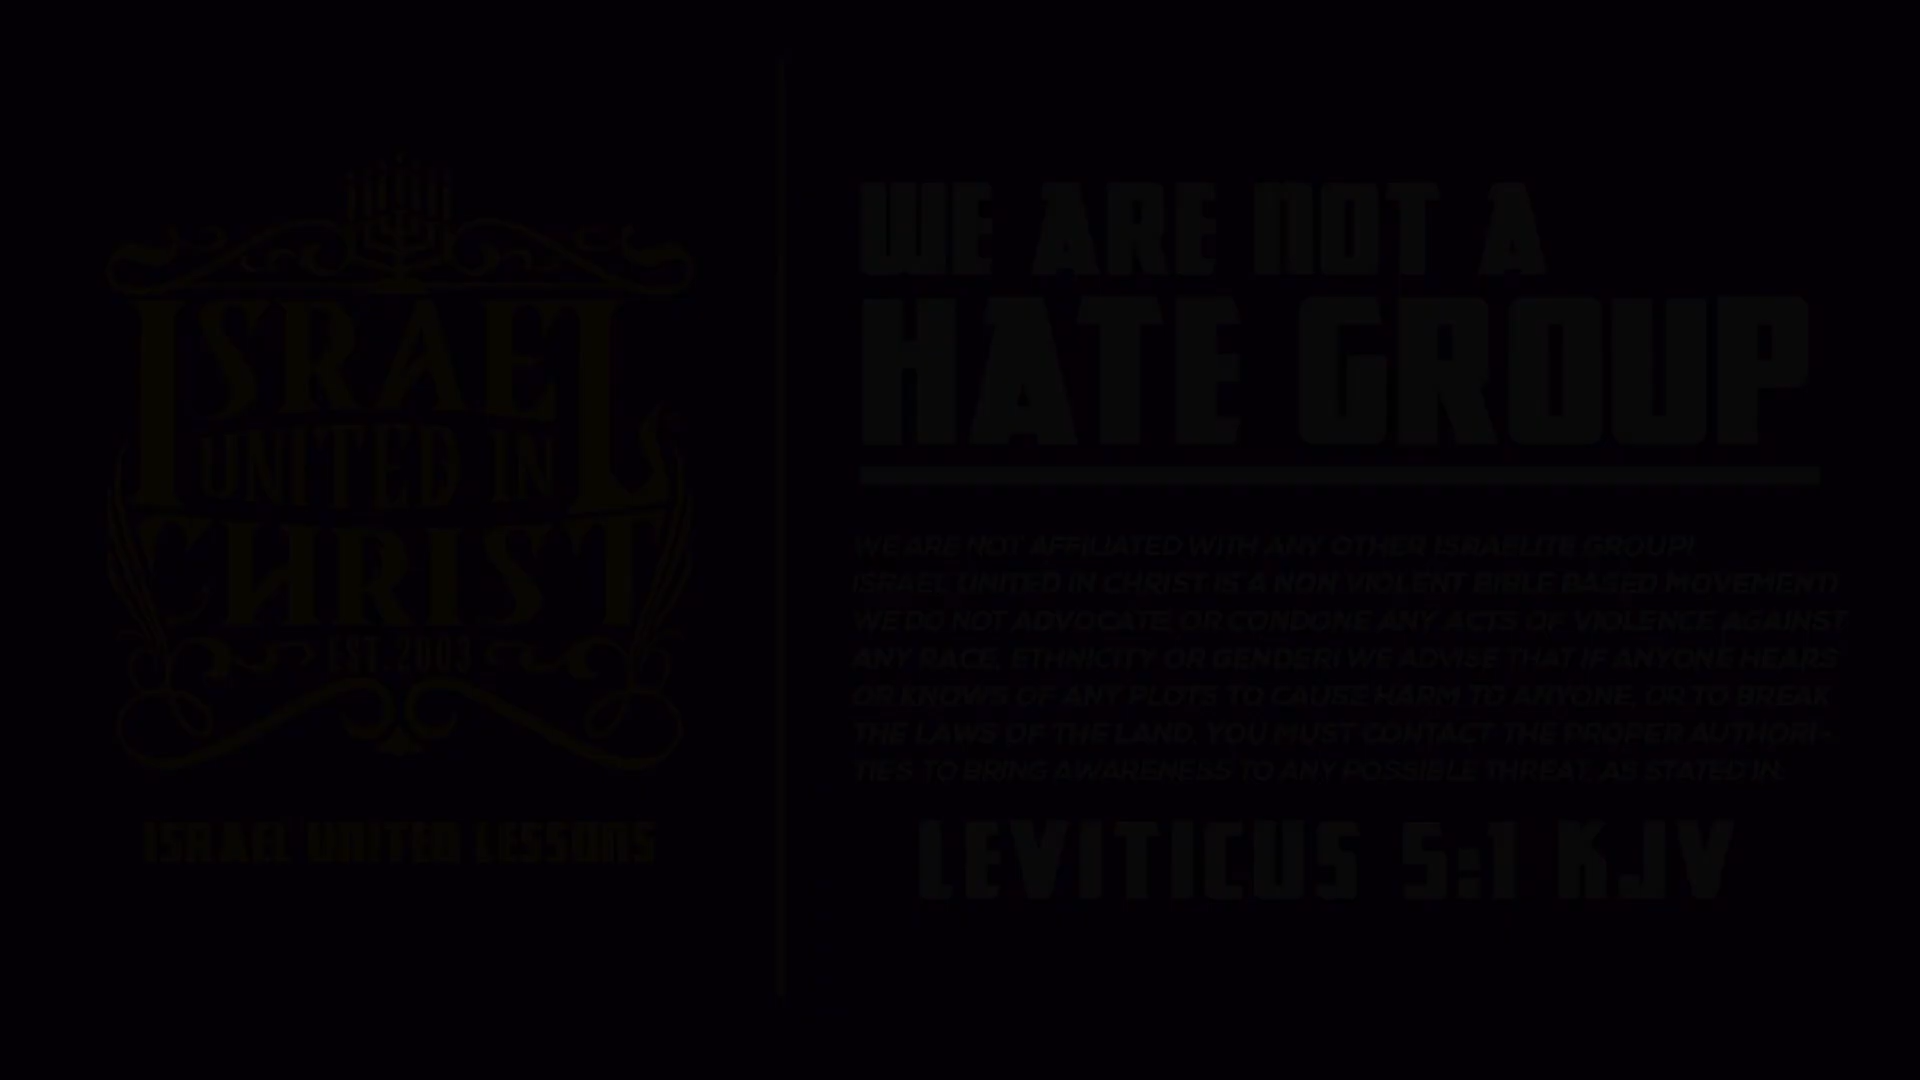 ISRAEL
UNITED IN
CHRIST
EST. 2003
ISRAEL UNITED LESSONS
WE ARE NOT A
HATE GROUP
WE ARE NOT AFFILIATED WITH ANY OTHER ISRAELITE GROUP!
ISRAEL UNITED IN CHRIST IS A NON VIOLENT BIBLE BASED MOVEMENT!
WE DO NOT ADVOCATE OR CONDONE ANY ACTS OF VIOLENCE AGAINST
ANY RACE, ETHNICITY OR GENDER! WE ADVISE THAT IF ANYONE HEARS
OR KNOWS OF ANY PLOTS TO CAUSE HARM TO ANYONE, OR TO BREAK
THE LAWS OF THE LAND. YOU MUST CONTACT THE PROPER AUTHORI-
TIES TO BRING AWARENESS TO ANY POSSIBLE THREAT, AS STATED IN:
LEVITICUS 5:1 KJV